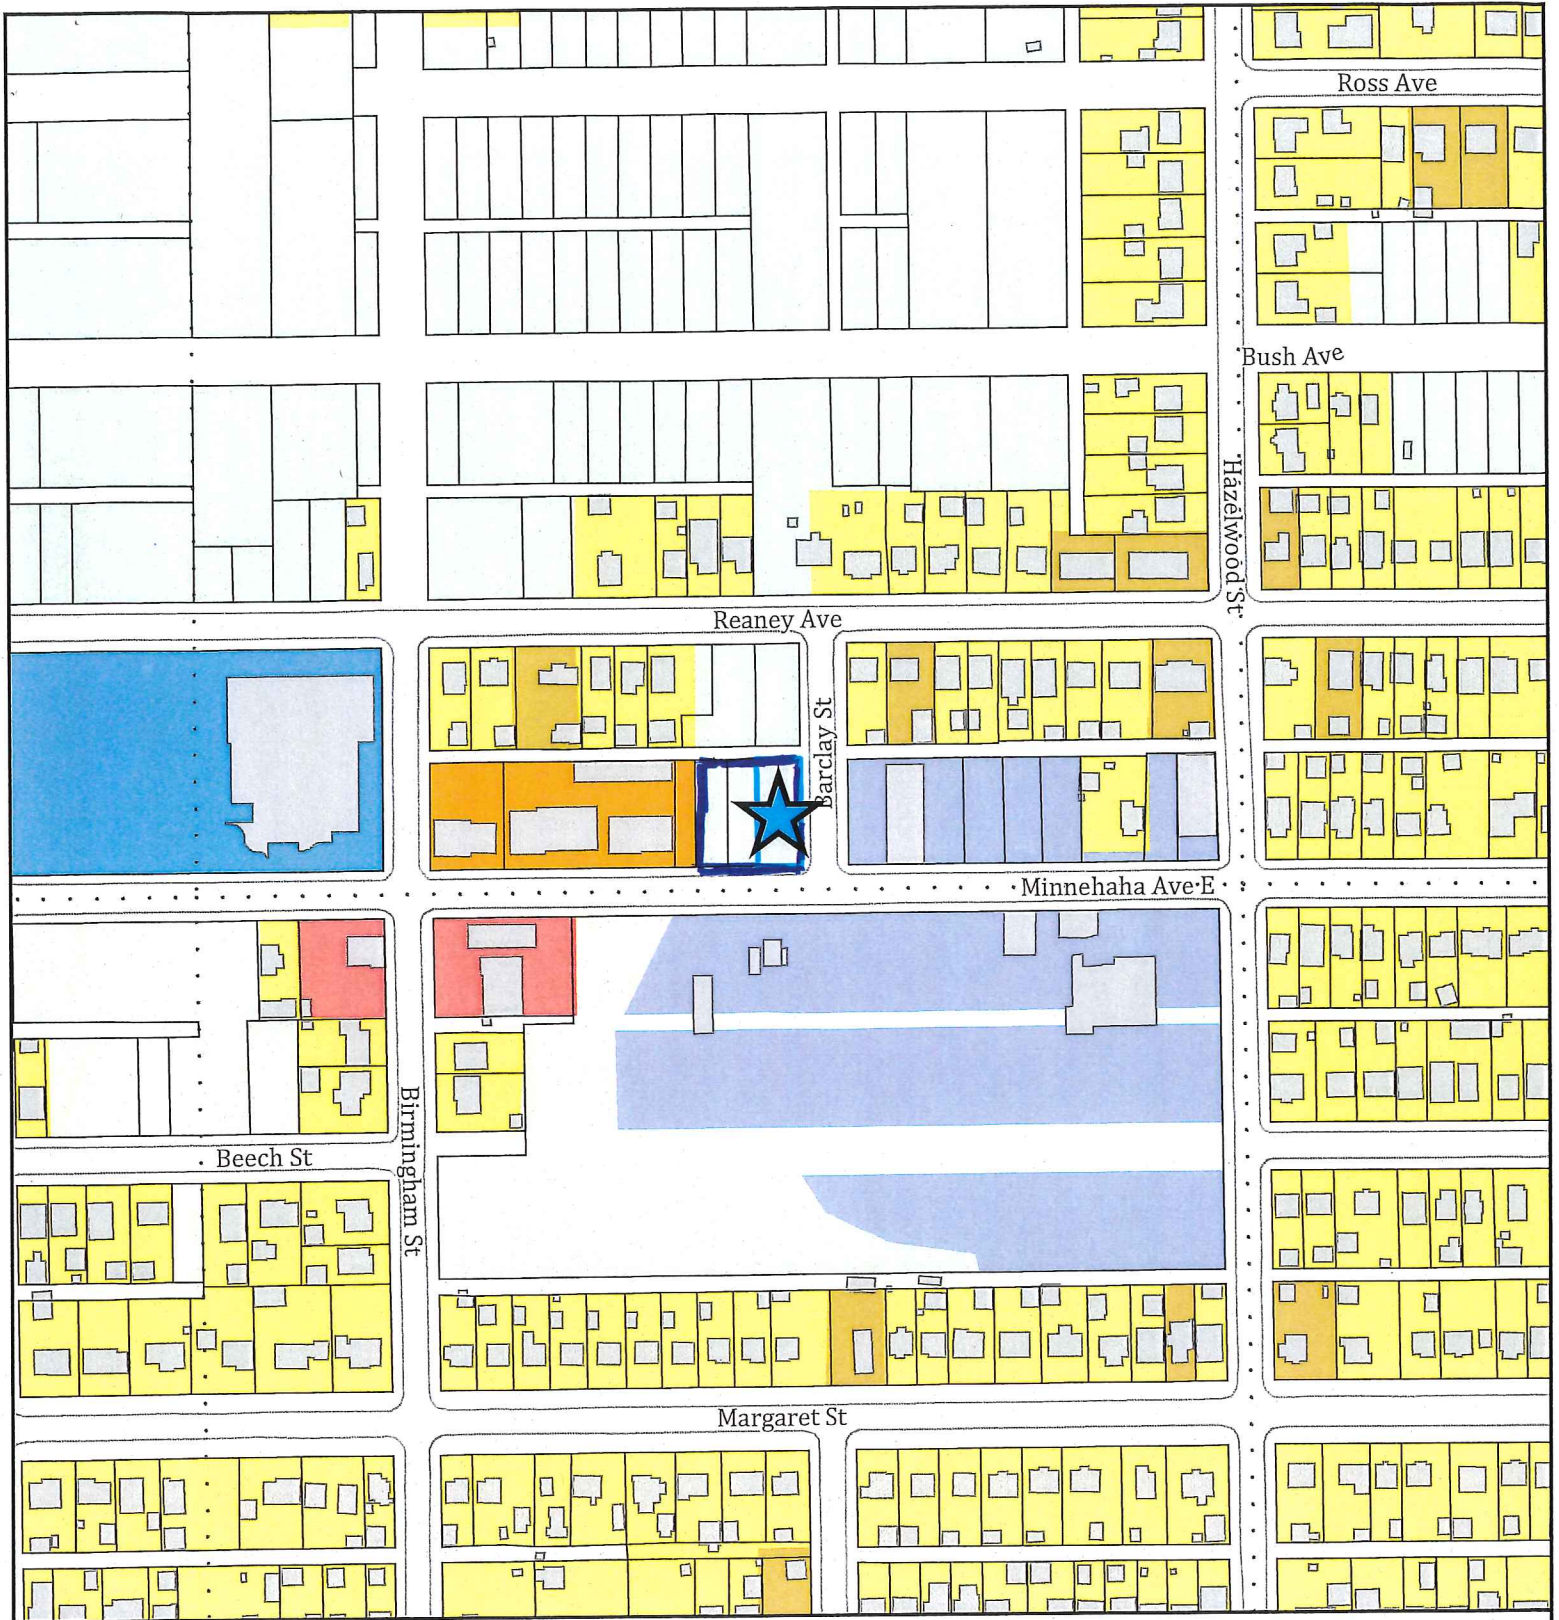 Ross Ave
Bush Ave
Hazelwood St
Reaney Ave
Barclay St
Minnehaha Ave E
Birmingham St
Beech St
Margaret St